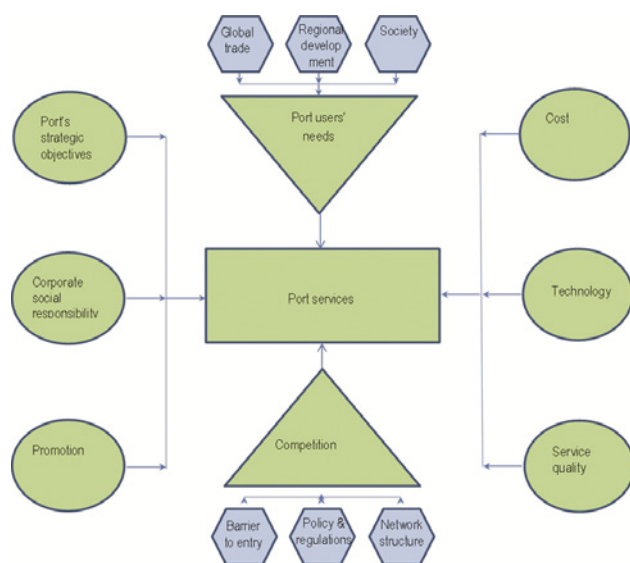 Global
trade
Regional
develop
ment
Society
Port's
strategic
objectives
Port users'
needs
Cost
Corporate
social
responsibility
Port services
Technology
Promotion
Competition
Service
quality
Barrier
to entry
Policy &
regulations
Network
structure